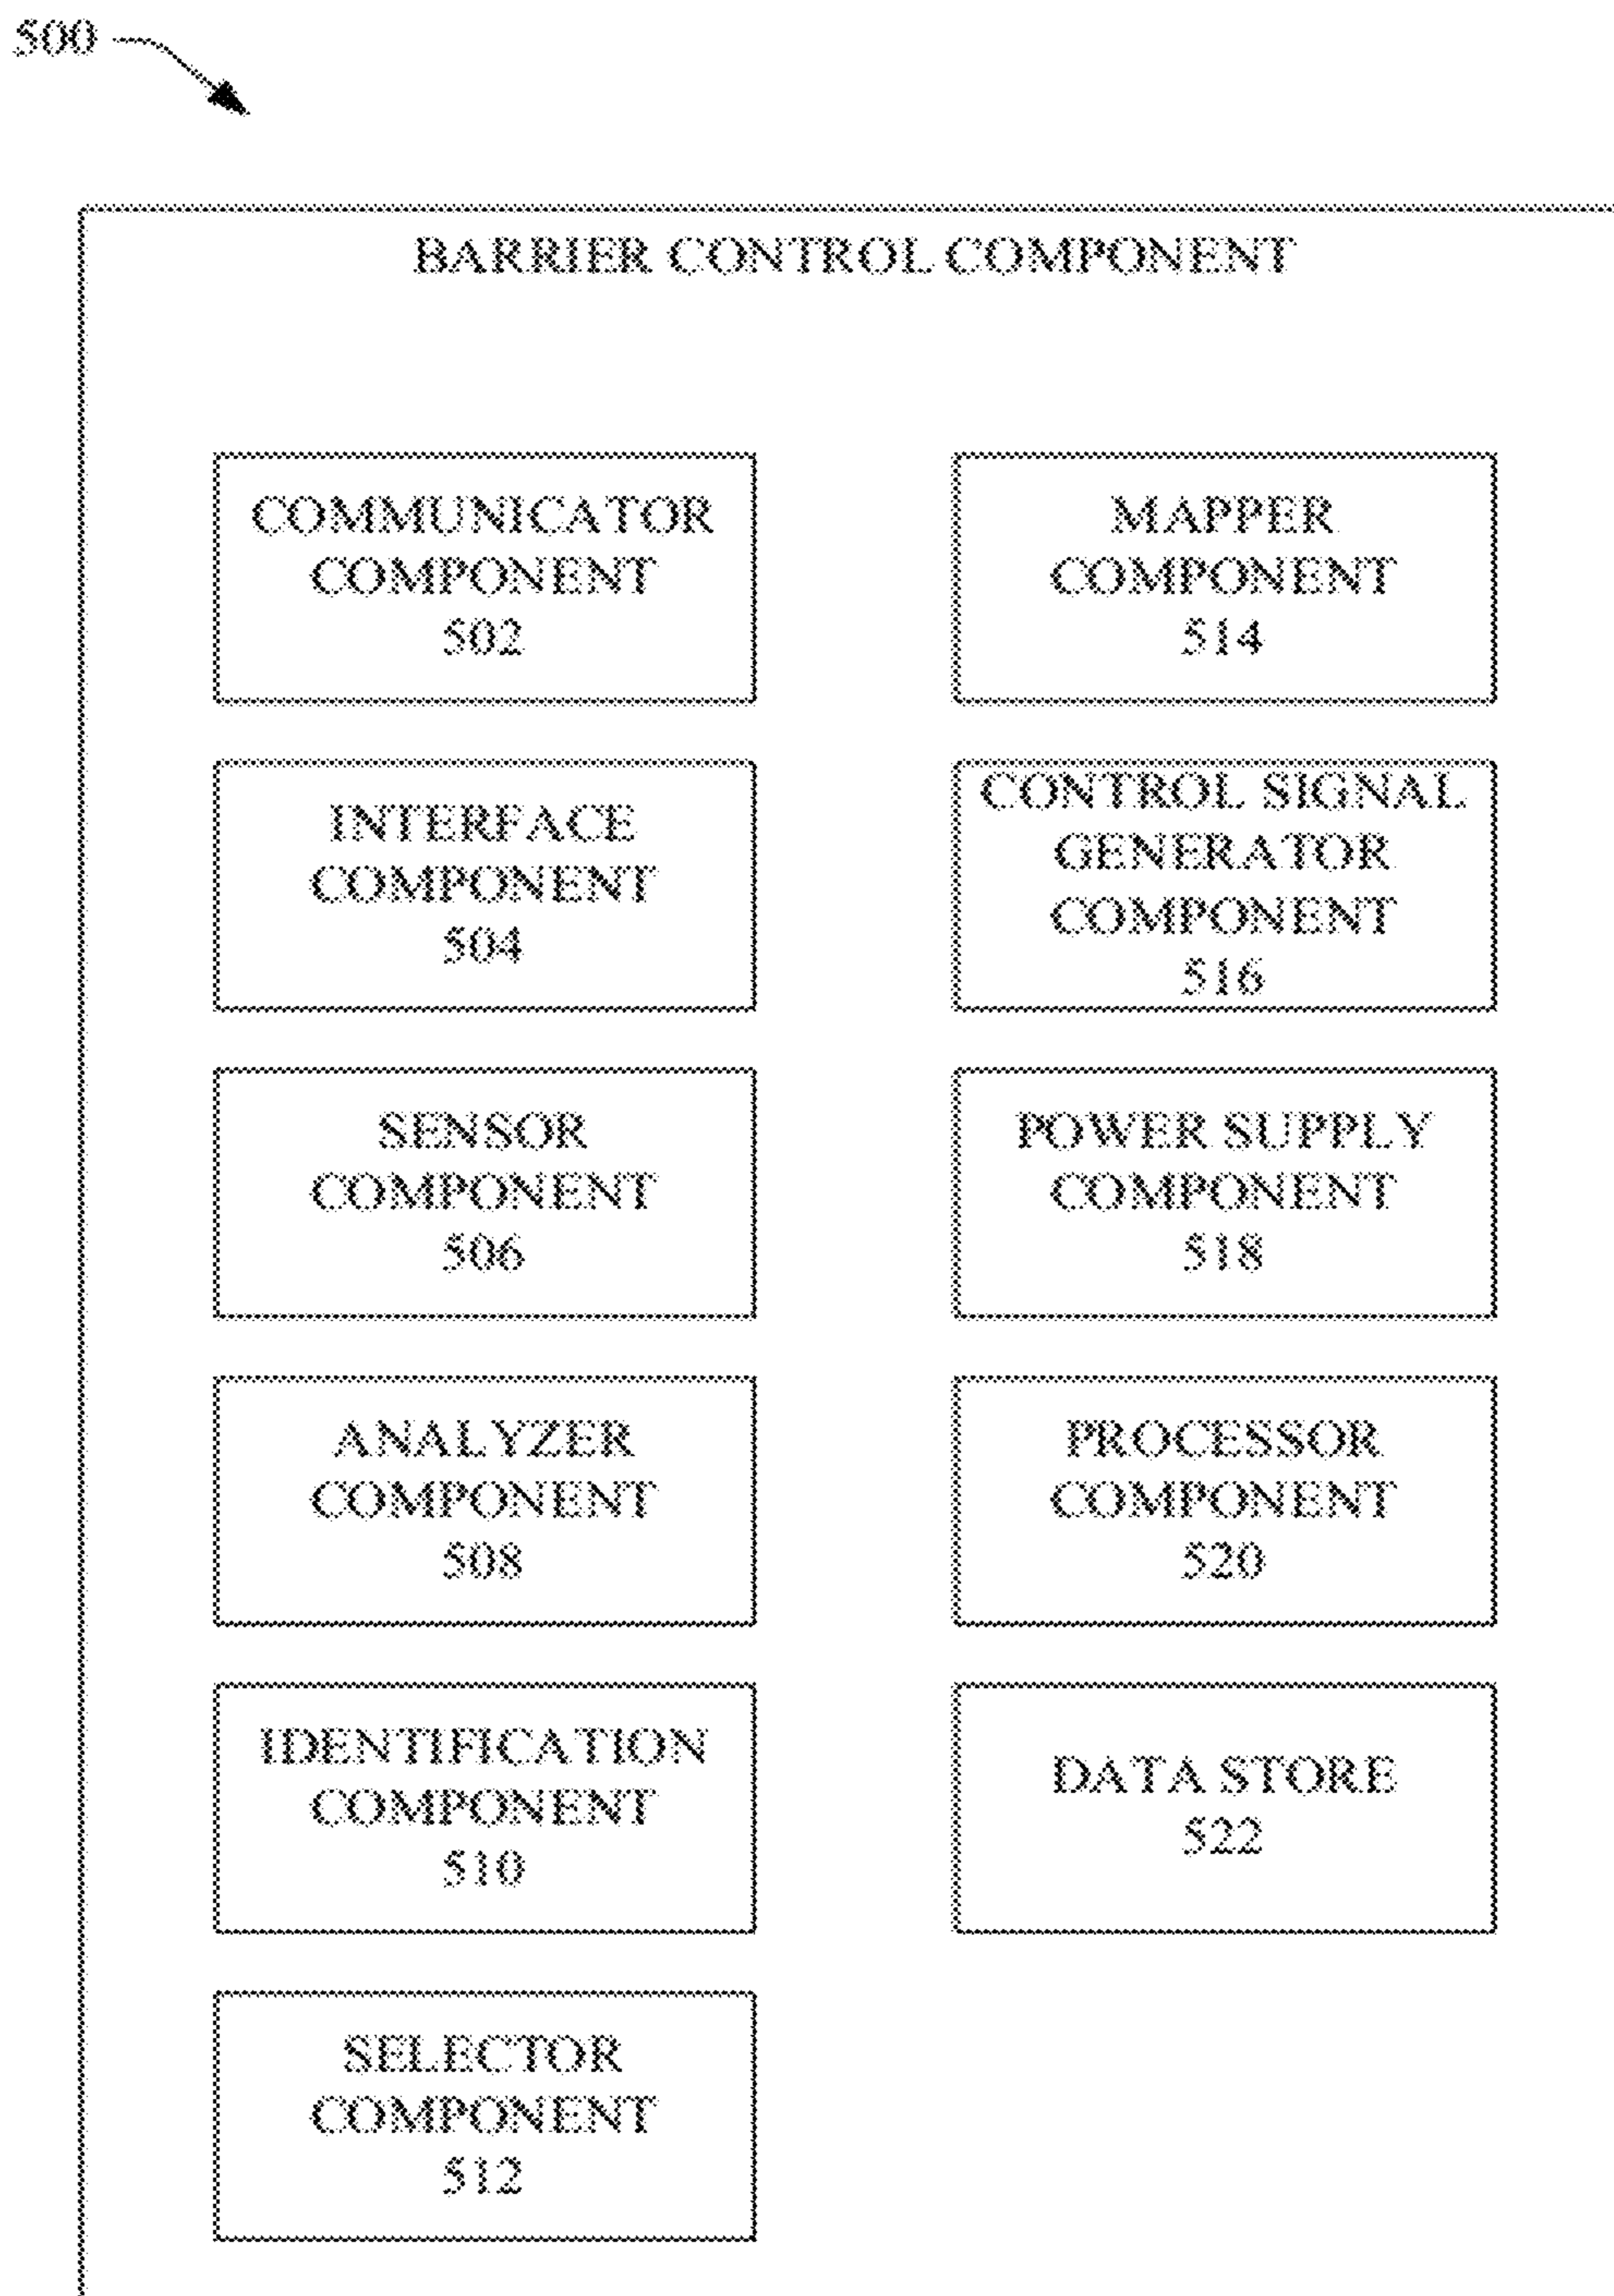 500
BARRIER CONTROL COMPONENT
COMMUNICATOR
COMPONENT
502
INTERFACE
COMPONENT
504
SENSOR
COMPONENT
506
ANALYZER
COMPONENT
508
IDENTIFICATION
COMPONENT
510
SELECTOR
COMPONENT
512
MAPPER
COMPONENT
514
CONTROL SIGNAL
GENERATOR
COMPONENT
516
POWER SUPPLY
COMPONENT
518
PROCESSOR
COMPONENT
520
DATA STORE
522